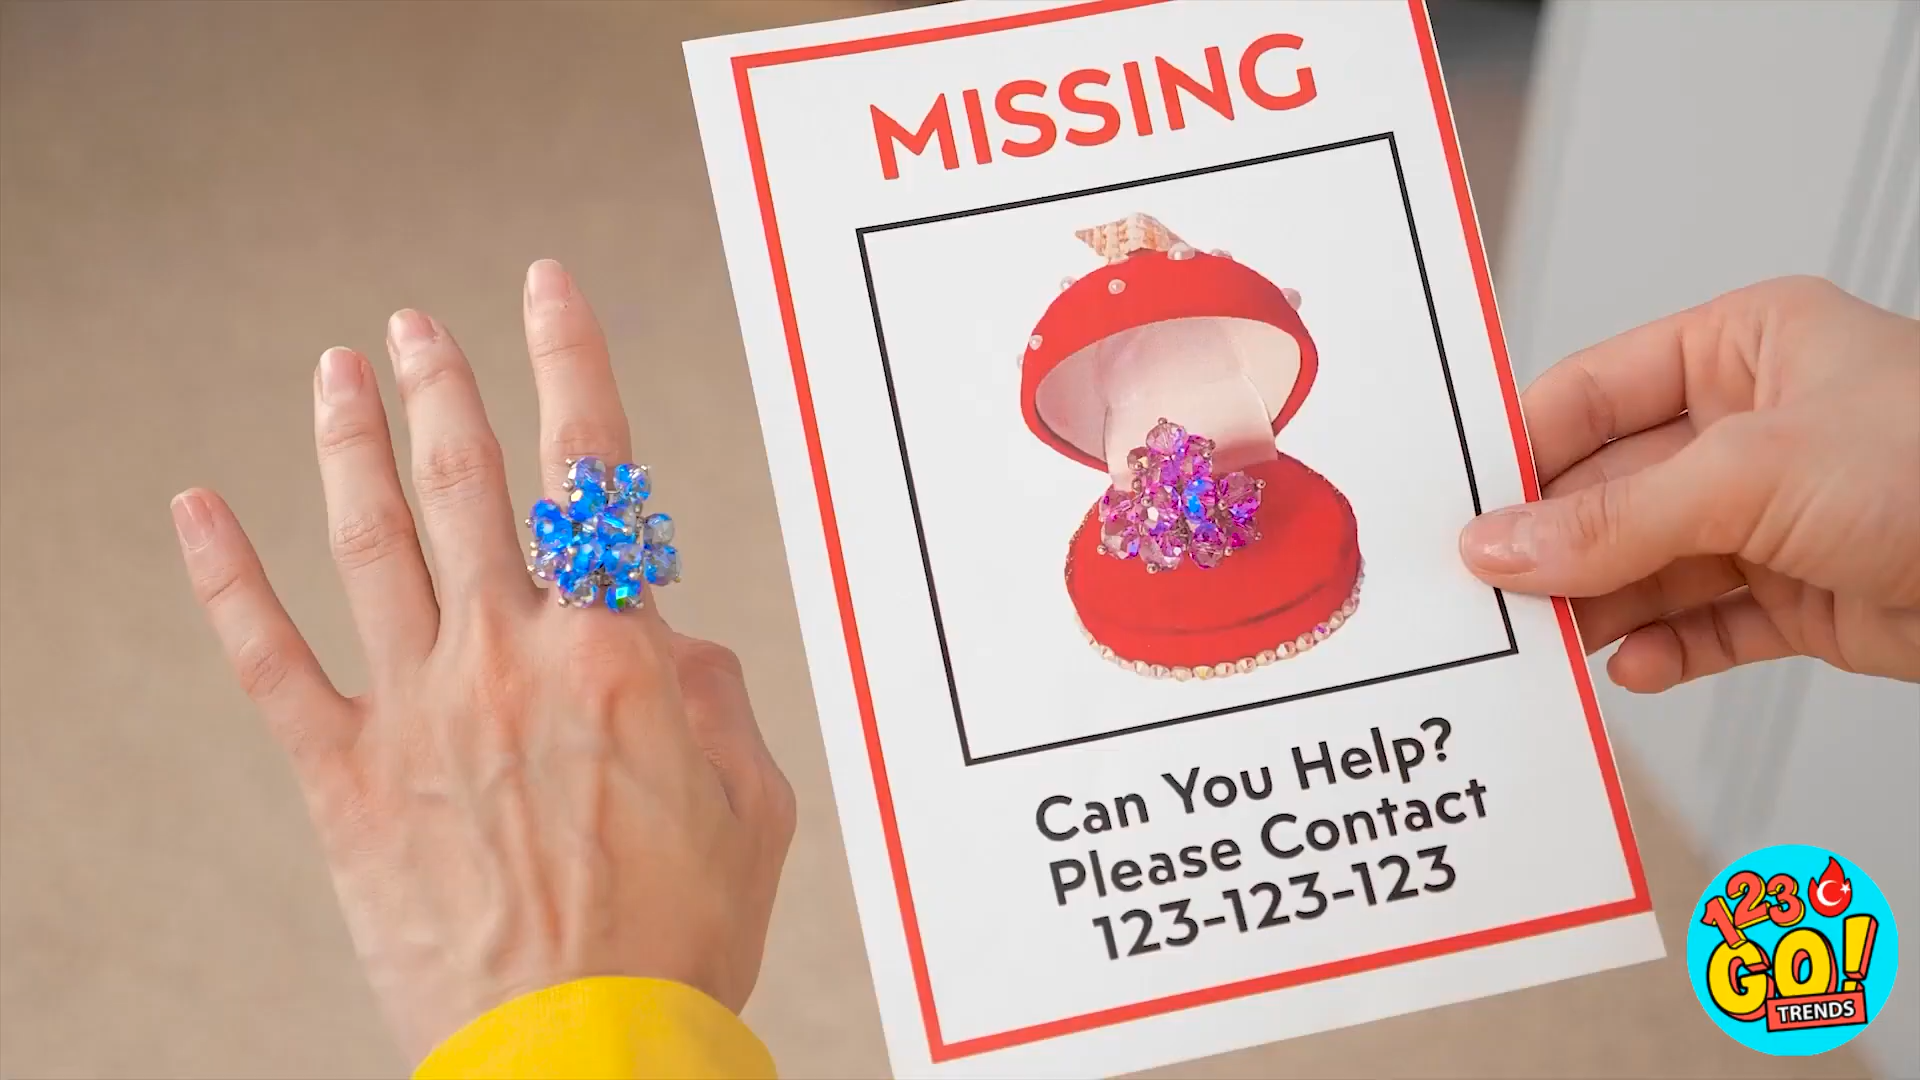 MISSING
Can You Help?
Please Contact
123-123-123
123
GO!
TRENDS